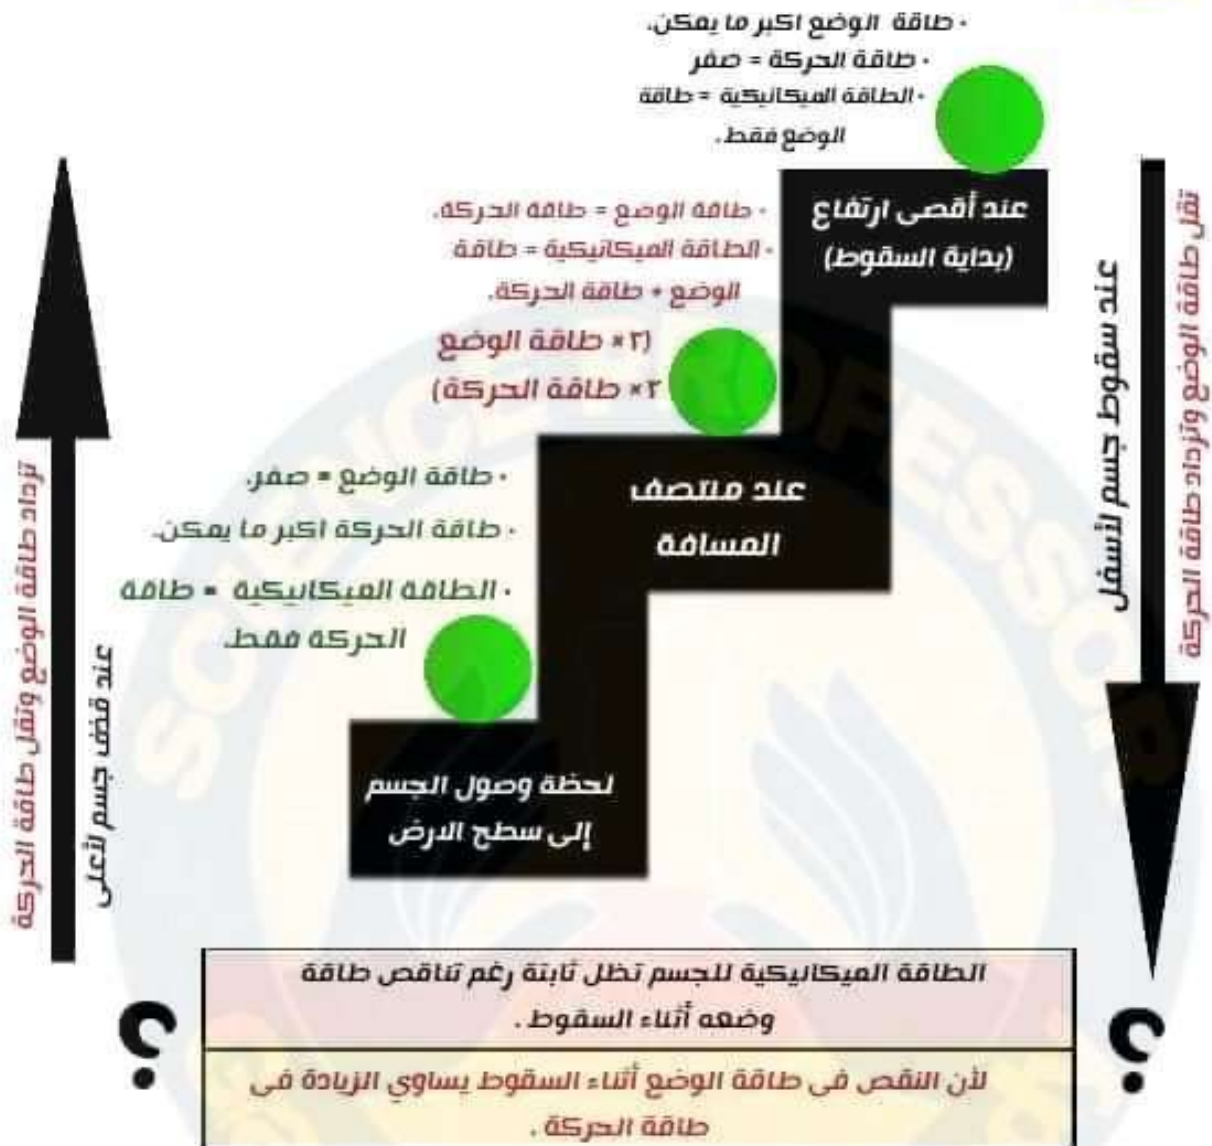 · طاقة الوضع اكبر ما يمكن.
· طاقة الحركة = صفر
· الطاقة الميكانيكية = طاقة
الوضع فقط.
عند أقصى ارتفاع
(بداية السقوط)
· طاقة الوضع = طاقة الحركة.
· الطاقة الميكانيكية = طاقة
الوضع + طاقة الحركة.
(٢× طاقة الوضع
٢× طاقة الحركة)
عند منتصف
المسافة
· طاقة الوضع = صفر.
· طاقة الحركة اكبر ما يمكن.
· الطاقة الميكانيكية = طاقة
الحركة فقط.
لحظة وصول الجسم
إلى سطح الارض
تقل طاقة الوضع وتزداد طاقة الحركة
عند سقوط جسم لأسفل
عند قذف جسم لأعلى
تزداد طاقة الوضع وتقل طاقة الحركة
SCIENCE PROFESSOR
؟
؟
الطاقة الميكانيكية للجسم تظل ثابتة رغم تناقص طاقة
وضعه أثناء السقوط .
لأن النقص فى طاقة الوضع أثناء السقوط يساوي الزيادة فى
طاقة الحركة .